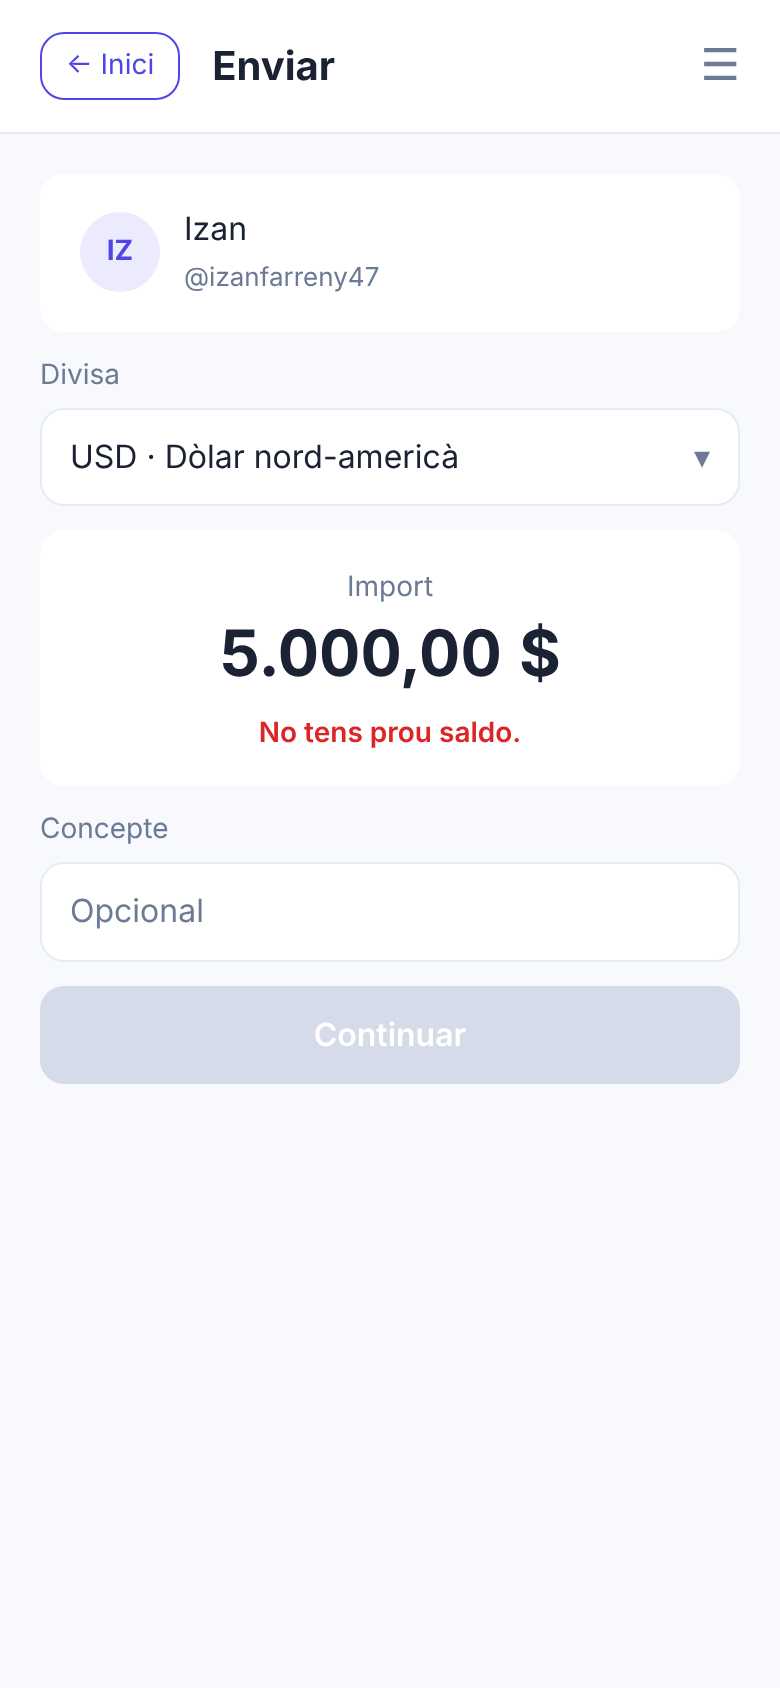 ← Inici
Enviar
☰
IZ
Izan
@izanfarreny47
Divisa
USD · Dòlar nord-americà
▼
Import
5.000,00 $
No tens prou saldo.
Concepte
Opcional
Continuar